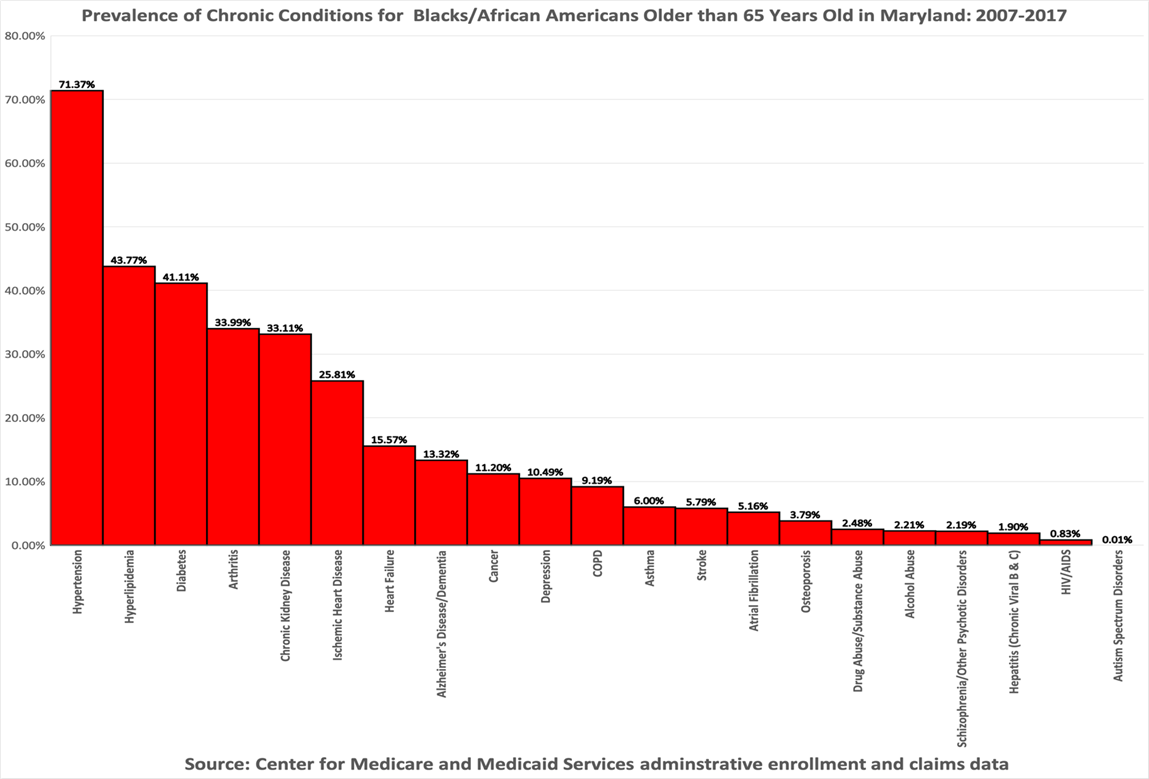 Prevalence of Chronic Conditions for Blacks/African Americans Older than 65 Years Old in Maryland: 2007-2017
80.00%
70.00%
60.00%
50.00%
40.00%
30.00%
20.00%
10.00%
0.00%
71.37%
43.77%
41.11%
33.99%
33.11%
25.81%
15.57%
13.32%
11.20%
10.49%
9.19%
6.00%
5.79%
5.16%
3.79%
2.48%
2.21%
2.19%
1.90%
0.83%
0.01%
Hypertension
Hyperlipidemia
Diabetes
Arthritis
Chronic Kidney Disease
Ischemic Heart Disease
Heart Failure
Alzheimer's Disease/Dementia
Cancer
Depression
COPD
Asthma
Stroke
Atrial Fibrillation
Osteoporosis
Drug Abuse/Substance Abuse
Alcohol Abuse
Schizophrenia/Other Psychotic Disorders
Hepatitis (Chronic Viral B & C)
HIV/AIDS
Autism Spectrum Disorders
Source: Center for Medicare and Medicaid Services adminstrative enrollment and claims data